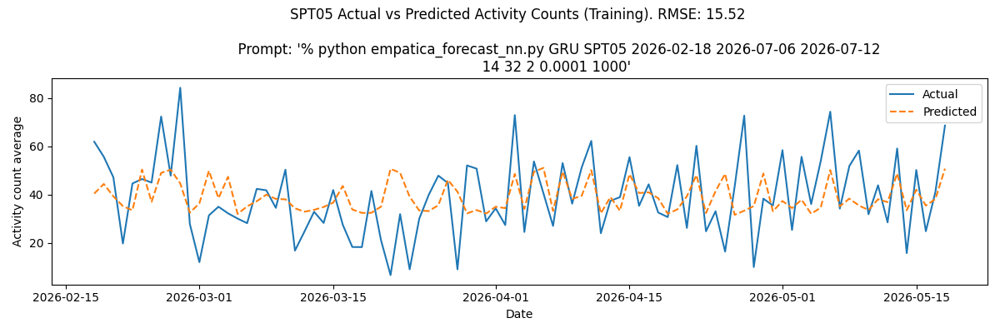 SPT05 Actual vs Predicted Activity Counts (Training). RMSE: 15.52
Prompt: '% python empatica_forecast_nn.py GRU SPT05 2026-02-18 2026-07-06 2026-07-12
14 32 2 0.0001 1000'
Actual
Predicted
80
60
40
20
Activity count average
2026-02-15
2026-03-01
2026-03-15
2026-04-01
2026-04-15
2026-05-01
2026-05-15
Date